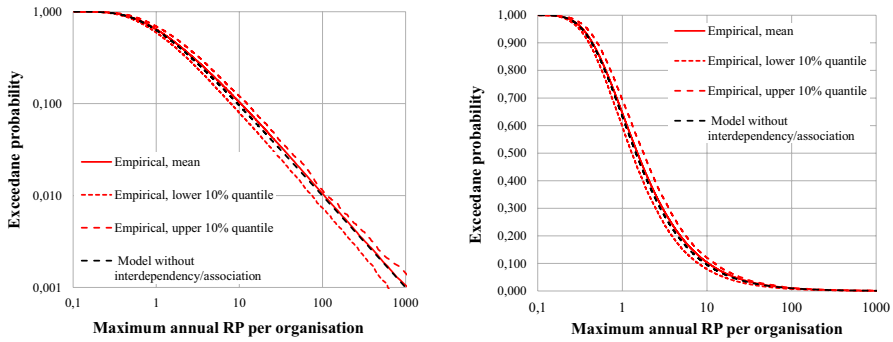 1,000
0,100
0,010
0,001
Exceedane probability
Empirical, mean
Empirical, lower 10% quantile
Empirical, upper 10% quantile
Model without
interdependency/association
0,1
1
10
100
1000
Maximum annual RP per organisation
1,000
0,900
0,800
0,700
0,600
0,500
0,400
0,300
0,200
0,100
0,000
Exceedane probability
Empirical, mean
Empirical, lower 10% quantile
Empirical, upper 10% quantile
Model without
interdependency/association
0,1
1
10
100
1000
Maximum annual RP per organisation